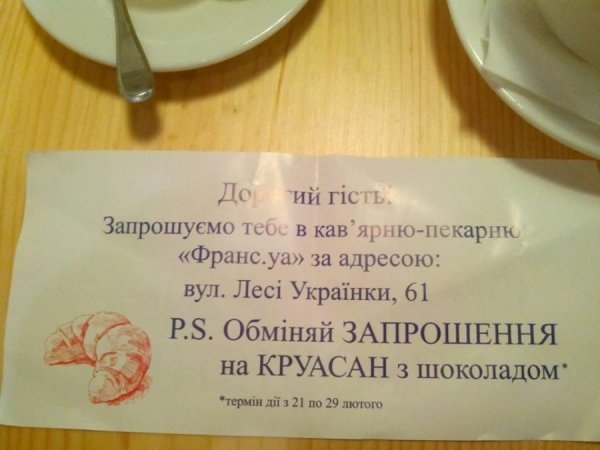 Дорогий гість!
Запрошуємо тебе в кав’ярню-пекарню
«Франс.уа» за адресою:
вул. Лесі Українки, 61
P.S. Обміняй ЗАПРОШЕННЯ
на КРУАСАН з шоколадом*
*термін дії з 21 по 29 лютого